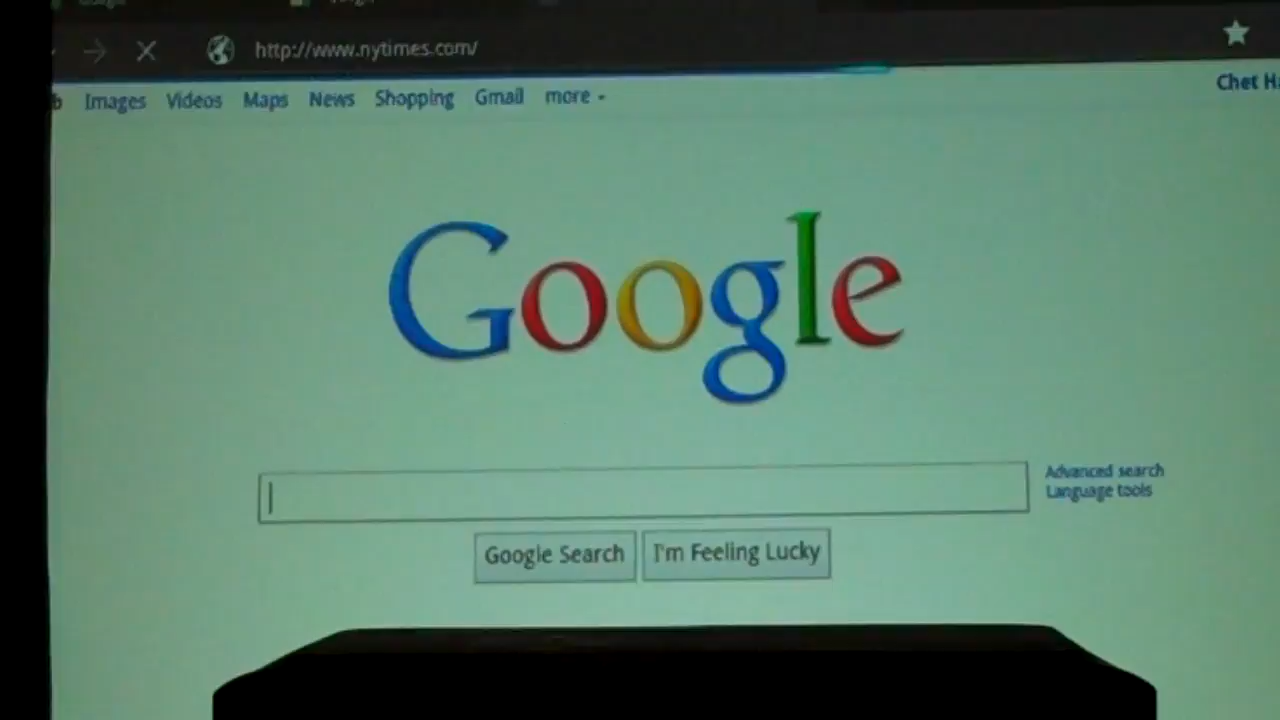 http://www.nytimes.com/
Images Videos Maps News Shopping Gmail more
Chet
Google
Advanced search
Language tools
Google Search I'm Feeling Lucky